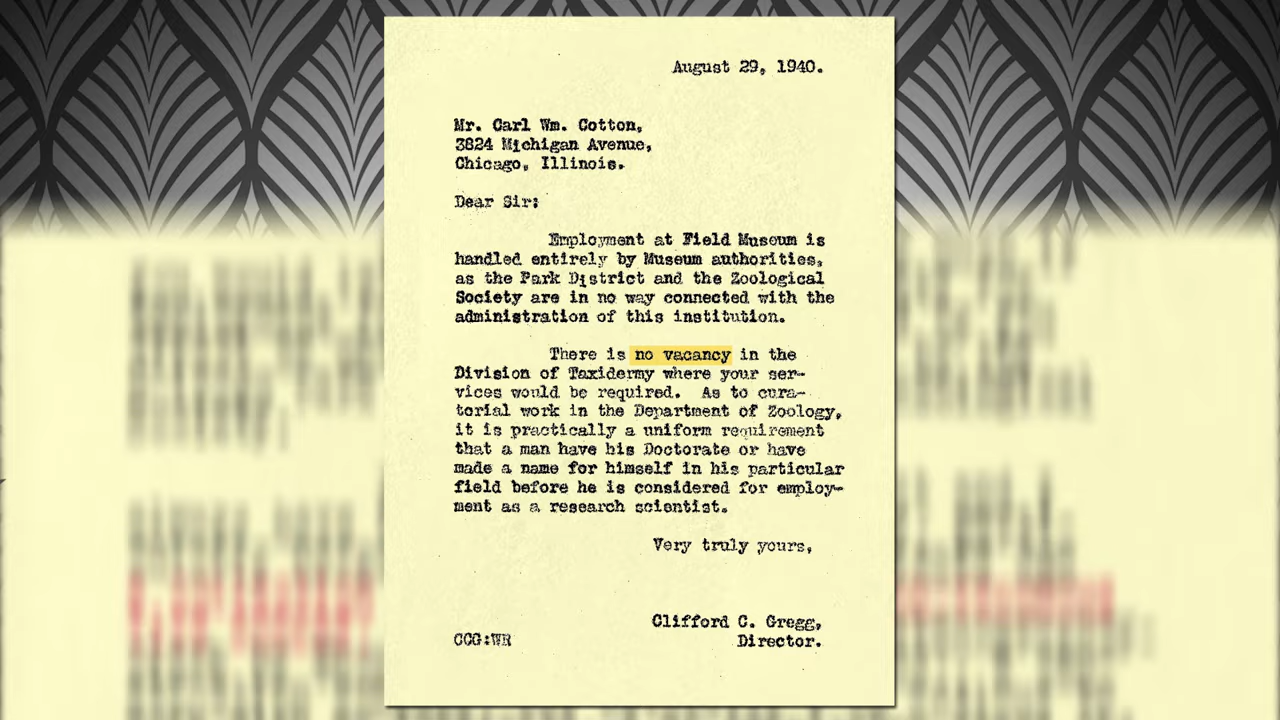 August 29, 1940.
Mr. Carl Wm. Cotton,
3824 Michigan Avenue,
Chicago, Illinois.
Dear Sir:
Employment at Field Museum is
handled entirely by Museum authorities,
as the Park District and the Zoological
Society are in no way connected with the
administration of this institution.
There is no vacancy in the
Division of Taxidermy where your ser-
vices would be required. As to cura-
torial work in the Department of Zoology,
it is practically a uniform requirement
that a man have his Doctorate or have
made a name for himself in his particular
field before he is considered for employ-
ment as a research scientist.
Very truly yours,
Clifford C. Gregg,
CCG:WR Director.